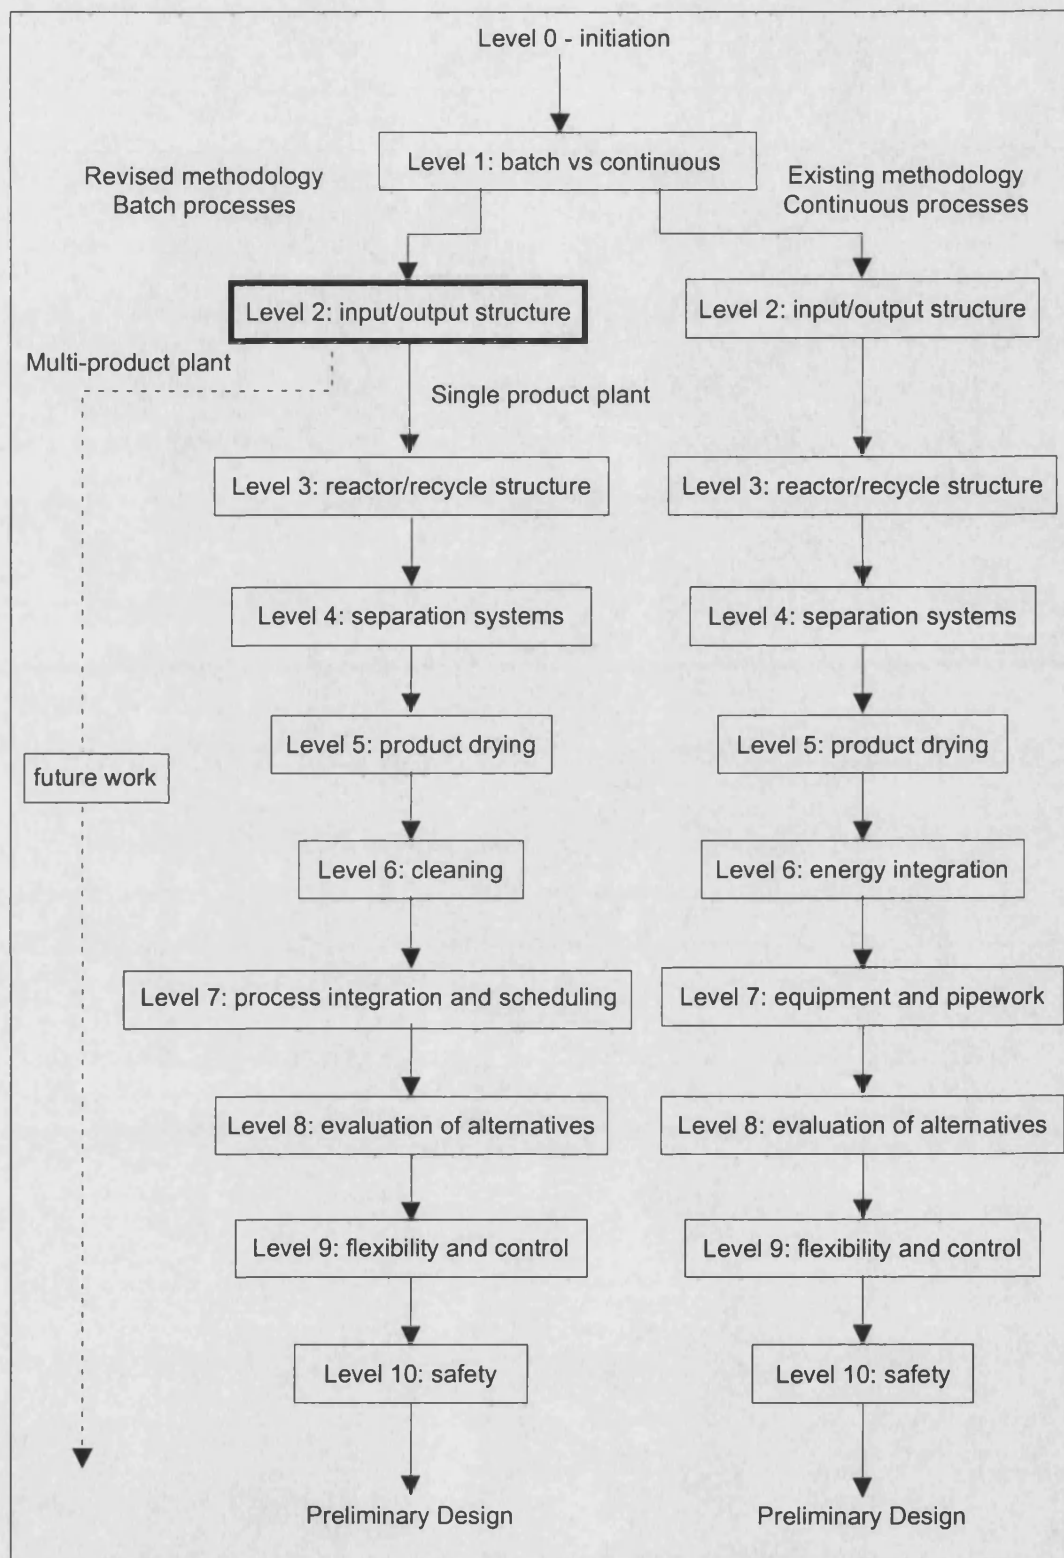 Level 0 - initiation
Level 1: batch vs continuous
Revised methodology
Batch processes
Existing methodology
Continuous processes
Level 2: input/output structure
Level 2: input/output structure
Multi-product plant
Single product plant
Level 3: reactor/recycle structure
Level 3: reactor/recycle structure
Level 4: separation systems
Level 4: separation systems
Level 5: product drying
Level 5: product drying
future work
Level 6: cleaning
Level 6: energy integration
Level 7: process integration and scheduling
Level 7: equipment and pipework
Level 8: evaluation of alternatives
Level 8: evaluation of alternatives
Level 9: flexibility and control
Level 9: flexibility and control
Level 10: safety
Level 10: safety
Preliminary Design
Preliminary Design